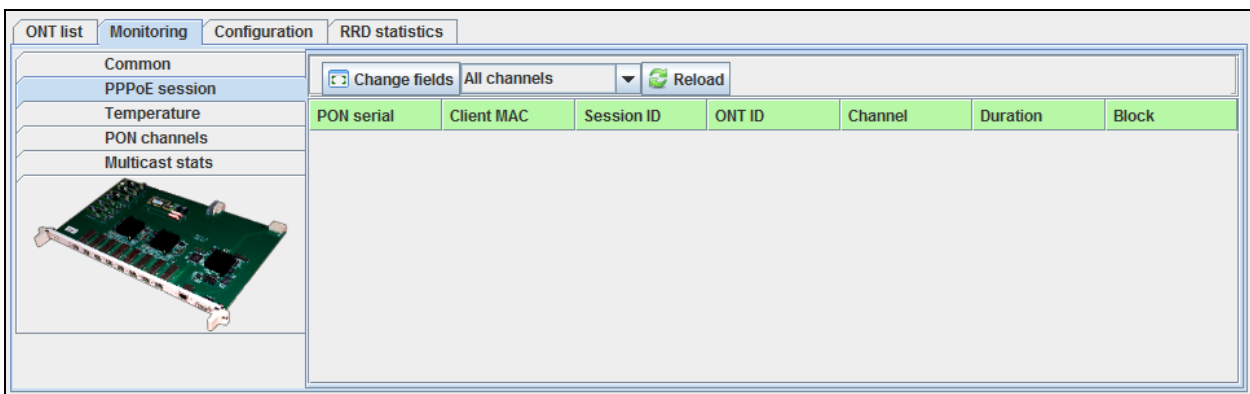 ONT list Monitoring Configuration RRD statistics
Common
PPPoE session
Temperature
PON channels
Multicast stats
Change fields All channels Reload
PON serial Client MAC Session ID ONT ID Channel Duration Block